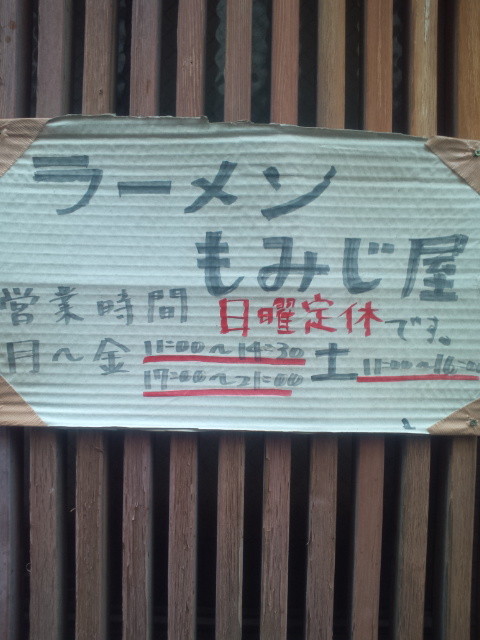 ラーメン
もみじ屋
営業時間 日曜定休です。
月～金 11:00～14:30 土 11:00～16:00
17:00～21:00